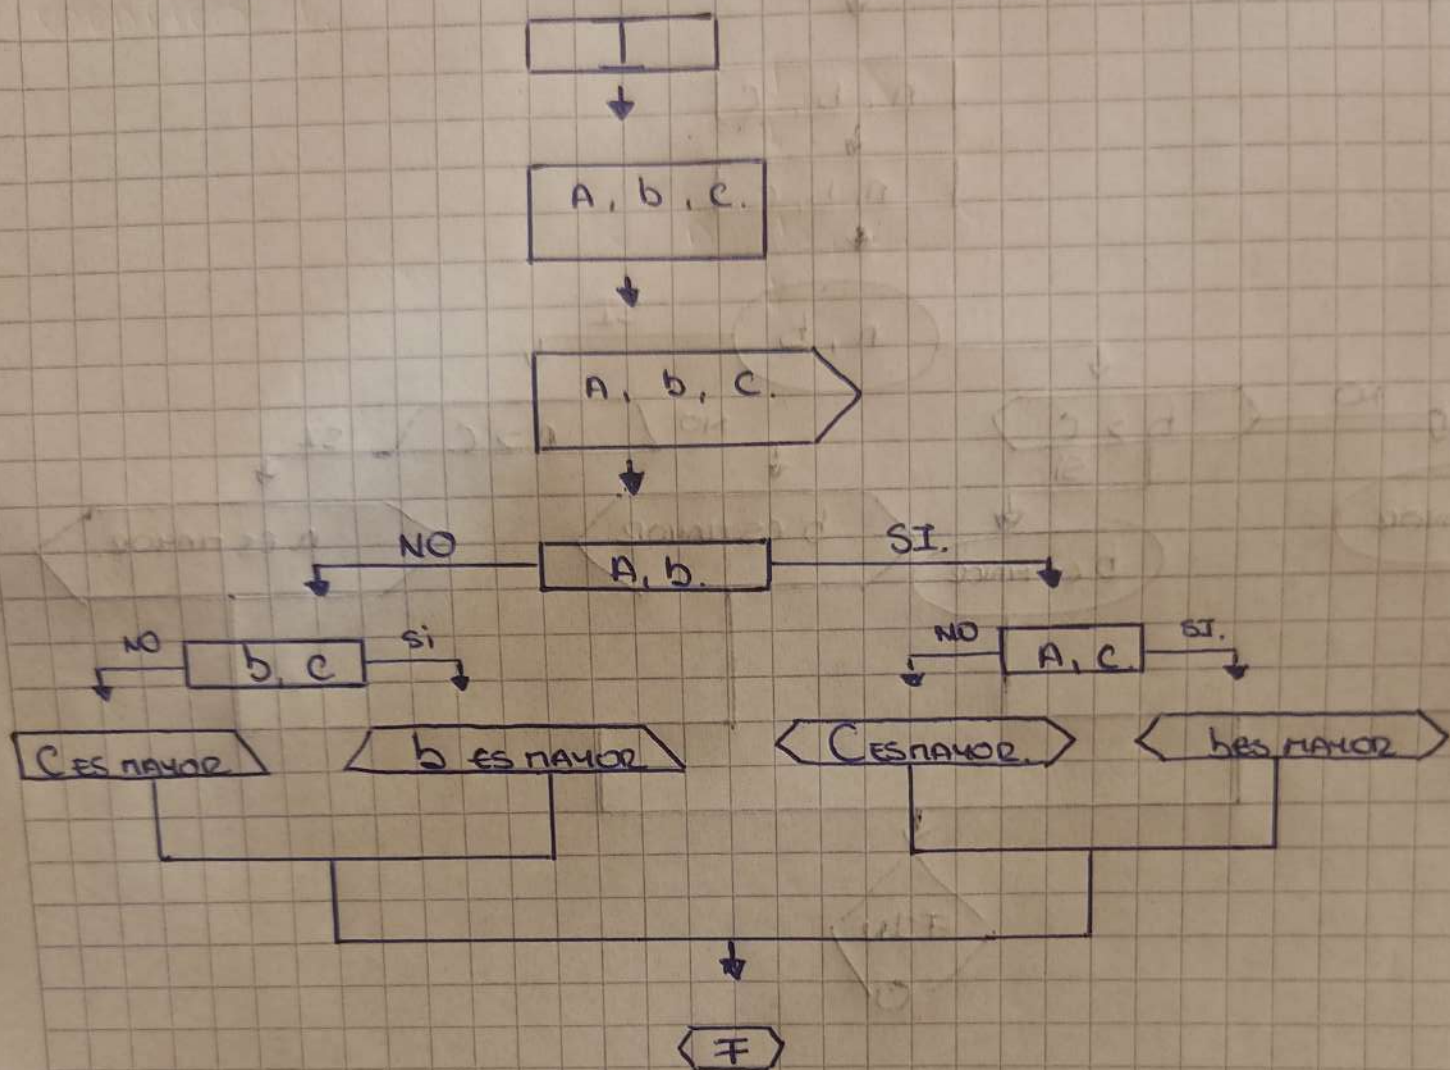 I
A, b, c.
A, b, c.
NO A, b. SI.
NO b, c Si NO A, c. SI.
C ES MAYOR b ES MAYOR C ES MAYOR. b ES MAYOR
F